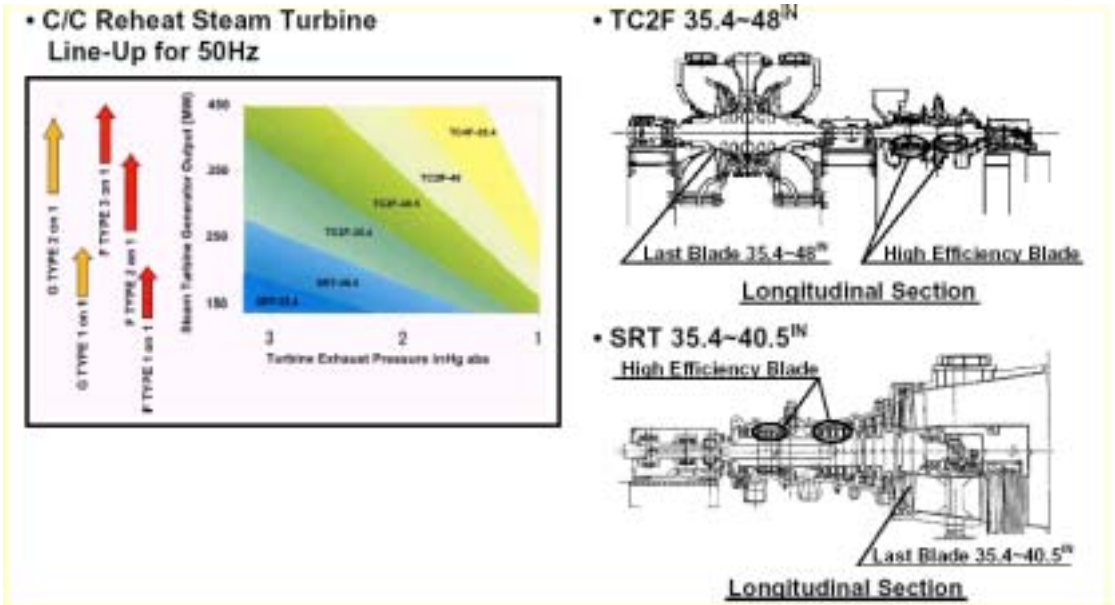 • C/C Reheat Steam Turbine
Line-Up for 50Hz
450
350
250
150
Steam Turbine Generator Output [MW]
G TYPE 2 on 1
G TYPE 1 on 1
F TYPE 3 on 1
F TYPE 2 on 1
F TYPE 1 on 1
TC4F-35.4
TC2F-48
TC2F-40.5
TC2F-35.4
SRT-40.5
SRT-35.4
3
2
1
Turbine Exhaust Pressure InHg abs
• TC2F 35.4~48IN
Last Blade 35.4~48IN
High Efficiency Blade
Longitudinal Section
• SRT 35.4~40.5IN
High Efficiency Blade
Last Blade 35.4~40.5IN
Longitudinal Section